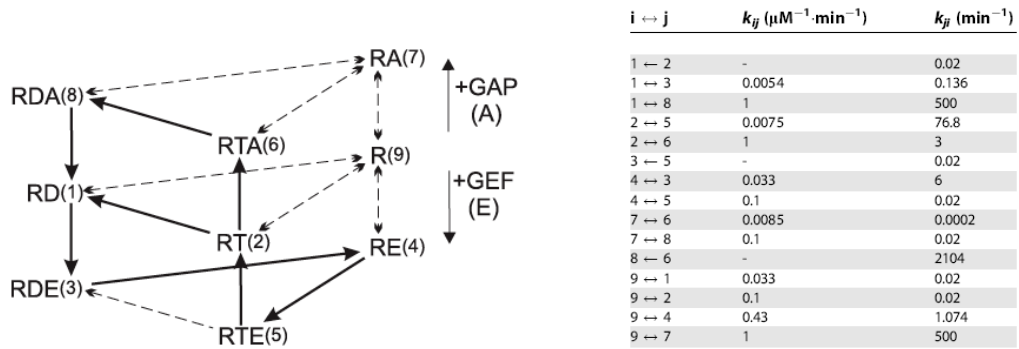 RA(7)
RDA(8)
+GAP
(A)
RTA(6)
R(9)
RD(1)
+GEF
(E)
RT(2)
RE(4)
RDE(3)
RTE(5)
i ↔ j kij (μM−1·min−1) kji (min−1)
1 ← 2 - 0.02
1 ↔ 3 0.0054 0.136
1 ↔ 8 1 500
2 ↔ 5 0.0075 76.8
2 ↔ 6 1 3
3 ← 5 - 0.02
4 ↔ 3 0.033 6
4 ↔ 5 0.1 0.02
7 ↔ 6 0.0085 0.0002
7 ↔ 8 0.1 0.02
8 ← 6 - 2104
9 ↔ 1 0.033 0.02
9 ↔ 2 0.1 0.02
9 ↔ 4 0.43 1.074
9 ↔ 7 1 500